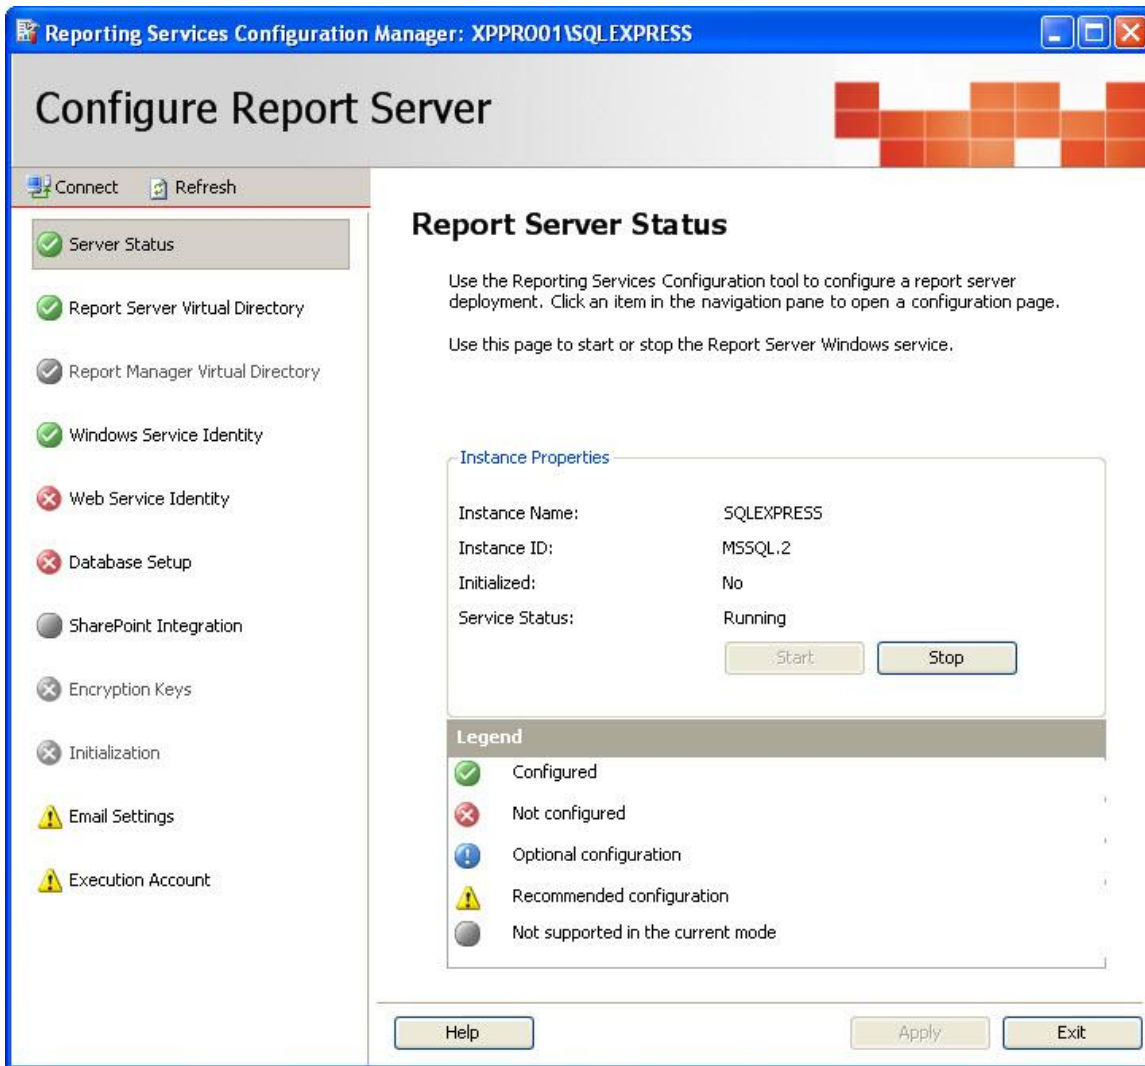 Reporting Services Configuration Manager: XPPRO01\SQLEXPRESS
Configure Report Server
Connect Refresh
Server Status
Report Server Virtual Directory
Report Manager Virtual Directory
Windows Service Identity
Web Service Identity
Database Setup
SharePoint Integration
Encryption Keys
Initialization
Email Settings
Execution Account
Report Server Status
Use the Reporting Services Configuration tool to configure a report server
deployment. Click an item in the navigation pane to open a configuration page.
Use this page to start or stop the Report Server Windows service.
Instance Properties
Instance Name: SQLEXPRESS
Instance ID: MSSQL.2
Initialized: No
Service Status: Running
Start Stop
Legend
Configured
Not configured
Optional configuration
Recommended configuration
Not supported in the current mode
Help Apply Exit